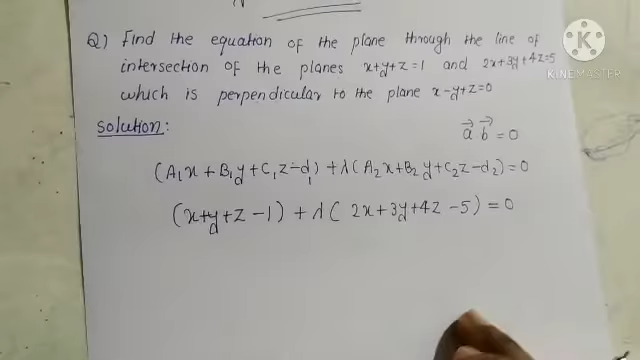 Q) Find the equation of the plane through the line of
intersection of the planes x+y+z=1 and 2x+3y+4z=5
which is perpendicular to the plane x-y+z=0
Solution:
a⃗ b⃗ = 0
(A₁x + B₁y + C₁z - d₁) + λ(A₂x + B₂y + C₂z - d₂) = 0
(x+y+z-1) + λ( 2x+3y+4z-5) = 0
K
KINEMASTER